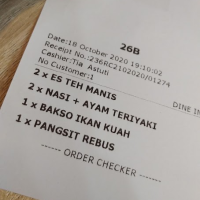 26B
Date:18 October 2020 19:10:02
Receipt No.:236RC2102020/01274
Cashier:Tia Astuti
No Customer:1
DINE IN
2 x ES TEH MANIS
2 x NASI + AYAM TERIYAKI
1 x BAKSO IKAN KUAH
1 x PANGSIT REBUS
------ ORDER CHECKER ------